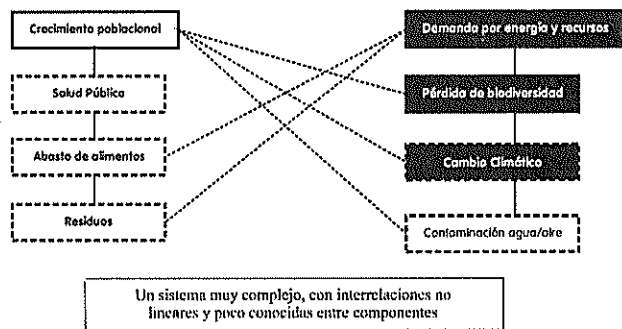 Crecimiento poblacional
Salud Pública
Abasto de alimentos
Residuos
Demanda por energía y recursos
Pérdida de biodiversidad
Cambio Climático
Contaminación agua/aire
Un sistema muy complejo, con interrelaciones no
lineares y poco conocidas entre componentes